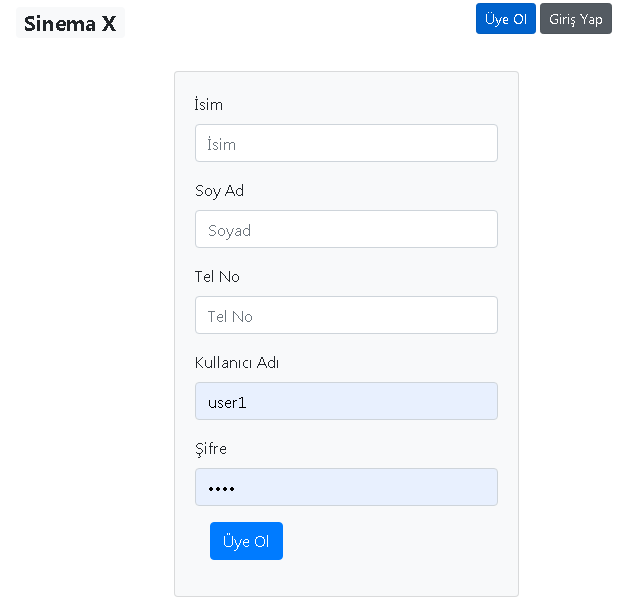 Sinema X
Üye Ol Giriş Yap
İsim
İsim
Soy Ad
Soyad
Tel No
Tel No
Kullanıcı Adı
user1
Şifre
••••
Üye Ol